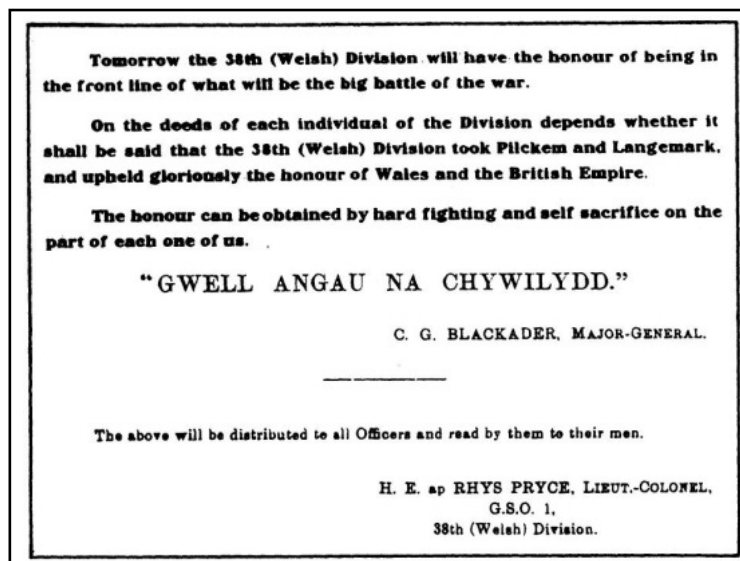 Tomorrow the 38th (Welsh) Division will have the honour of being in
the front line of what will be the big battle of the war.
On the deeds of each individual of the Division depends whether it
shall be said that the 38th (Welsh) Division took Pilckem and Langemark,
and upheld gloriously the honour of Wales and the British Empire.
The honour can be obtained by hard fighting and self sacrifice on the
part of each one of us.
"GWELL ANGAU NA CHYWILYDD."
C. G. BLACKADER, MAJOR-GENERAL.
The above will be distributed to all Officers and read by them to their men.
H. E. ap RHYS PRYCE, LIEUT.-COLONEL,
G.S.O. 1,
38th (Welsh) Division.